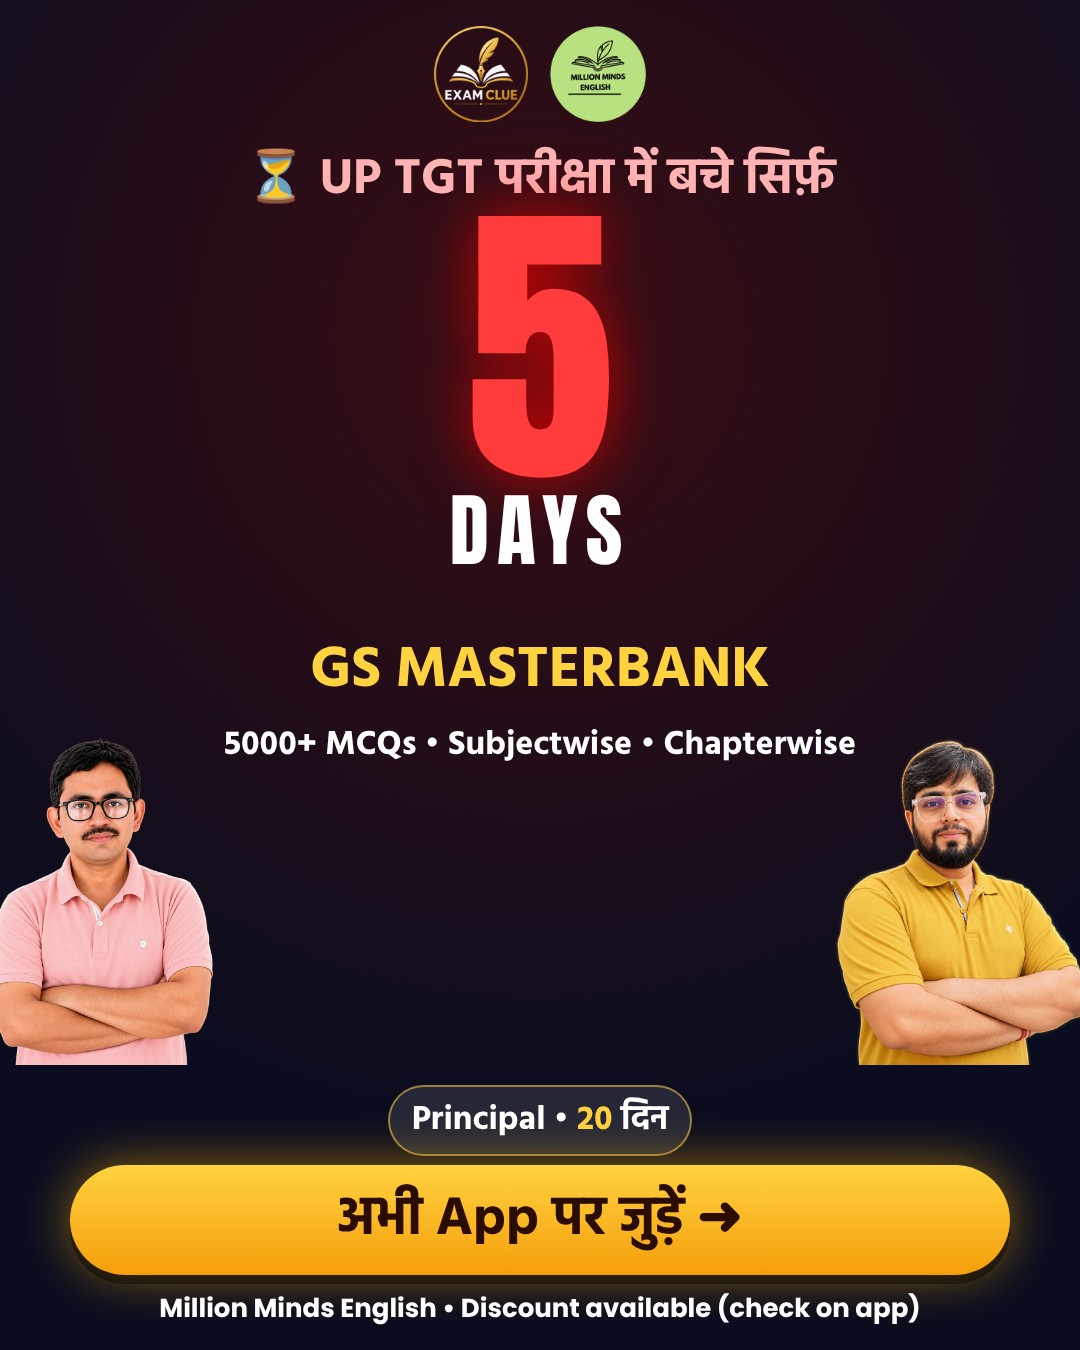 EXAM CLUE
MILLION MINDS
ENGLISH
⏳ UP TGT परीक्षा में बचे सिर्फ़
5
DAYS
GS MASTERBANK
5000+ MCQs • Subjectwise • Chapterwise
Principal • 20 दिन
अभी App पर जुड़ें →
Million Minds English • Discount available (check on app)